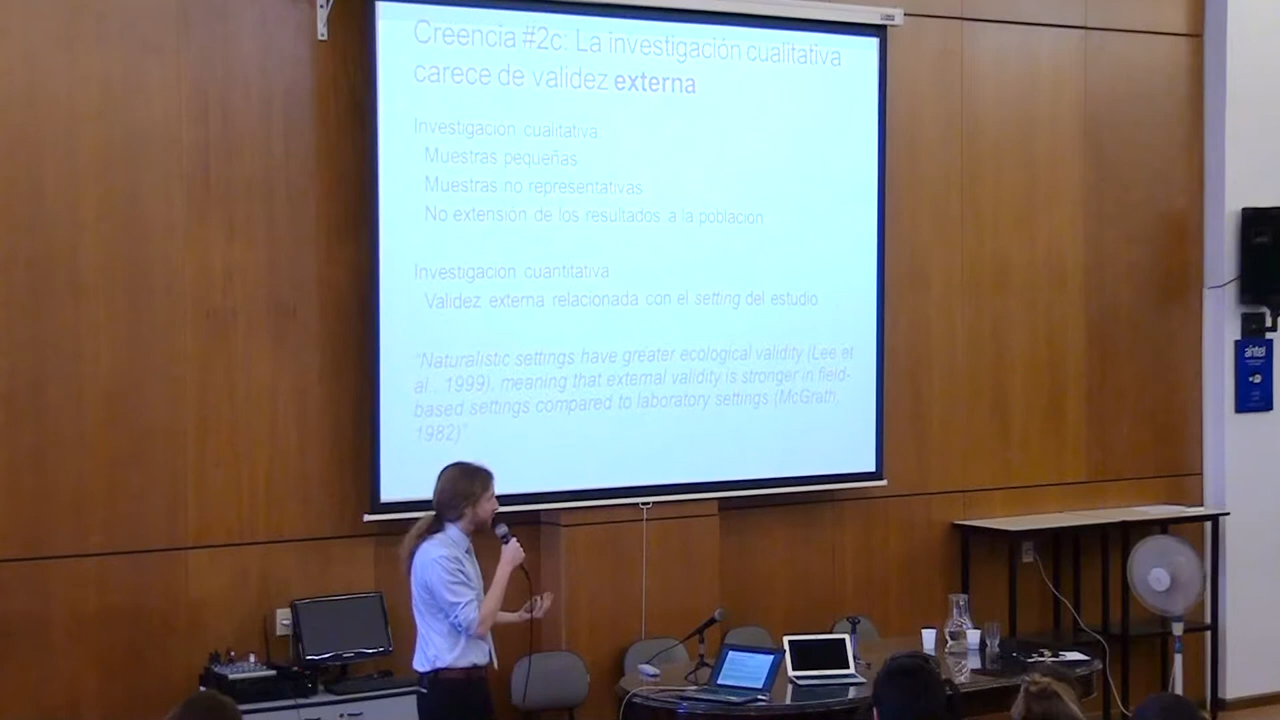 Creencia #2c: La investigación cualitativa
carece de validez externa
Investigación cualitativa
Muestras pequeñas
Muestras no representativas
No extensión de los resultados a la población
Investigación cuantitativa
Validez externa relacionada con el setting del estudio
"Naturalistic settings have greater ecological validity (Lee et
al., 1999), meaning that external validity is stronger in field-
based settings compared to laboratory settings (McGrath,
1982)"
antel